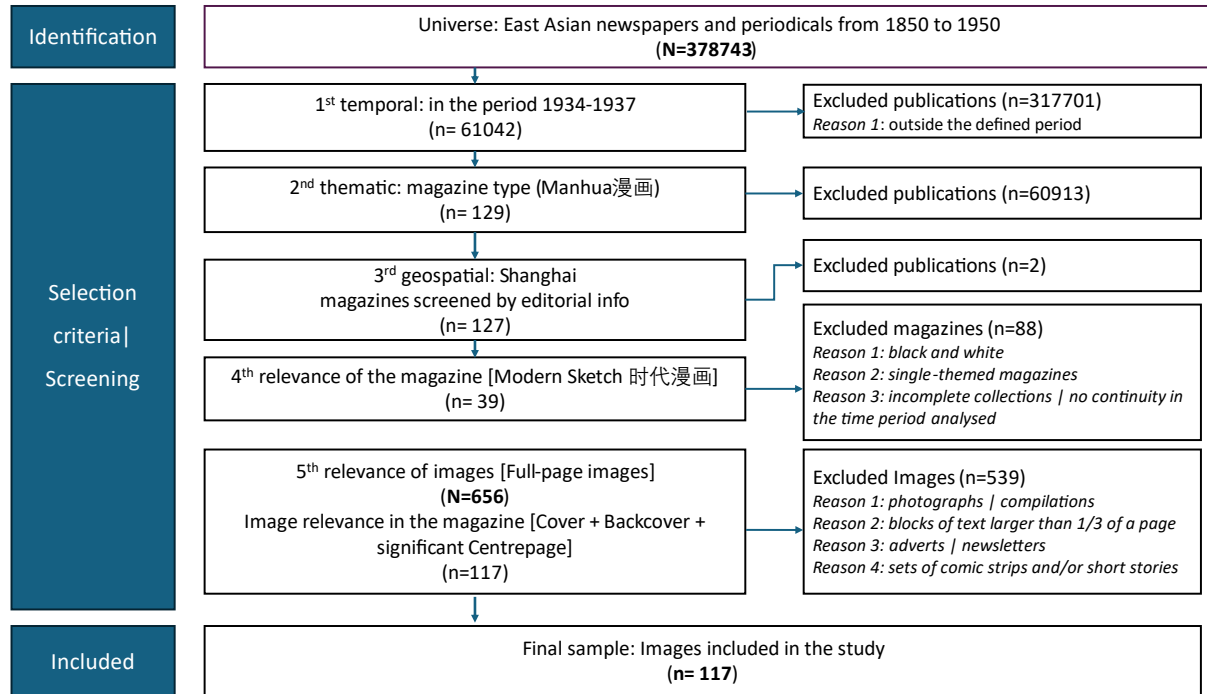 Identification
Universe: East Asian newspapers and periodicals from 1850 to 1950
(N=378743)
Selection
criteria|
Screening
1st temporal: in the period 1934-1937
(n= 61042)
Excluded publications (n=317701)
Reason 1: outside the defined period
2nd thematic: magazine type (Manhua漫画)
(n= 129)
Excluded publications (n=60913)
3rd geospatial: Shanghai
magazines screened by editorial info
(n= 127)
Excluded publications (n=2)
4th relevance of the magazine [Modern Sketch 时代漫画]
(n= 39)
Excluded magazines (n=88)
Reason 1: black and white
Reason 2: single-themed magazines
Reason 3: incomplete collections | no continuity in
the time period analysed
5th relevance of images [Full-page images]
(N=656)
Image relevance in the magazine [Cover + Backcover +
significant Centrepage]
(n=117)
Excluded Images (n=539)
Reason 1: photographs | compilations
Reason 2: blocks of text larger than 1/3 of a page
Reason 3: adverts | newsletters
Reason 4: sets of comic strips and/or short stories
Included
Final sample: Images included in the study
(n= 117)